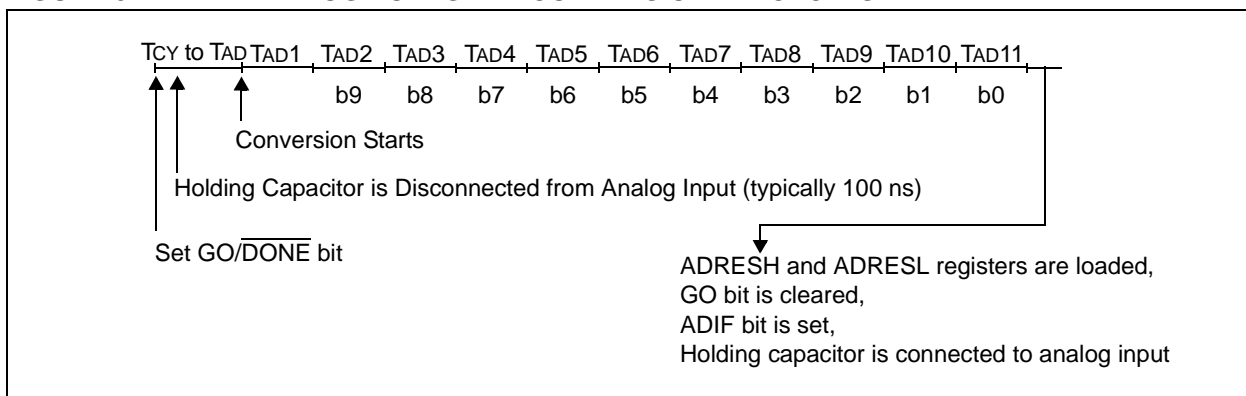 TCY to TAD TAD1 TAD2 TAD3 TAD4 TAD5 TAD6 TAD7 TAD8 TAD9 TAD10 TAD11
b9 b8 b7 b6 b5 b4 b3 b2 b1 b0
Conversion Starts
Holding Capacitor is Disconnected from Analog Input (typically 100 ns)
Set GO/DONE bit
ADRESH and ADRESL registers are loaded,
GO bit is cleared,
ADIF bit is set,
Holding capacitor is connected to analog input